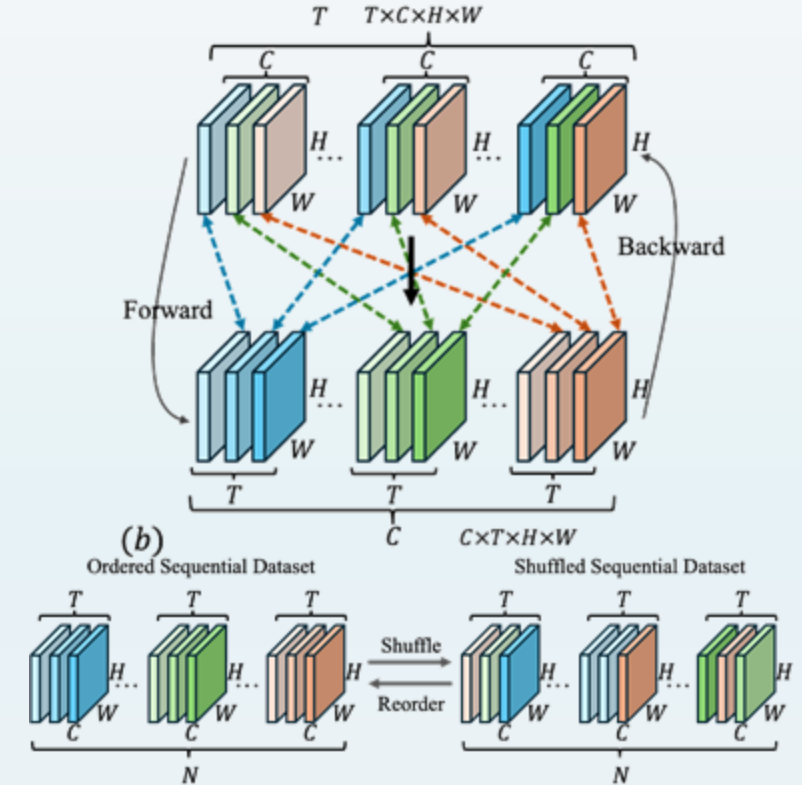 T T×C×H×W
C C C
H ... H ... H
W W W
Backward
Forward
H ... H ... H
W W W
T T T
C C×T×H×W
(b)
Ordered Sequential Dataset Shuffled Sequential Dataset
T T T T T T
Shuffle
H ... H ... H H ... H ... H
Reorder
W W W W W W
C C C C C C
N N